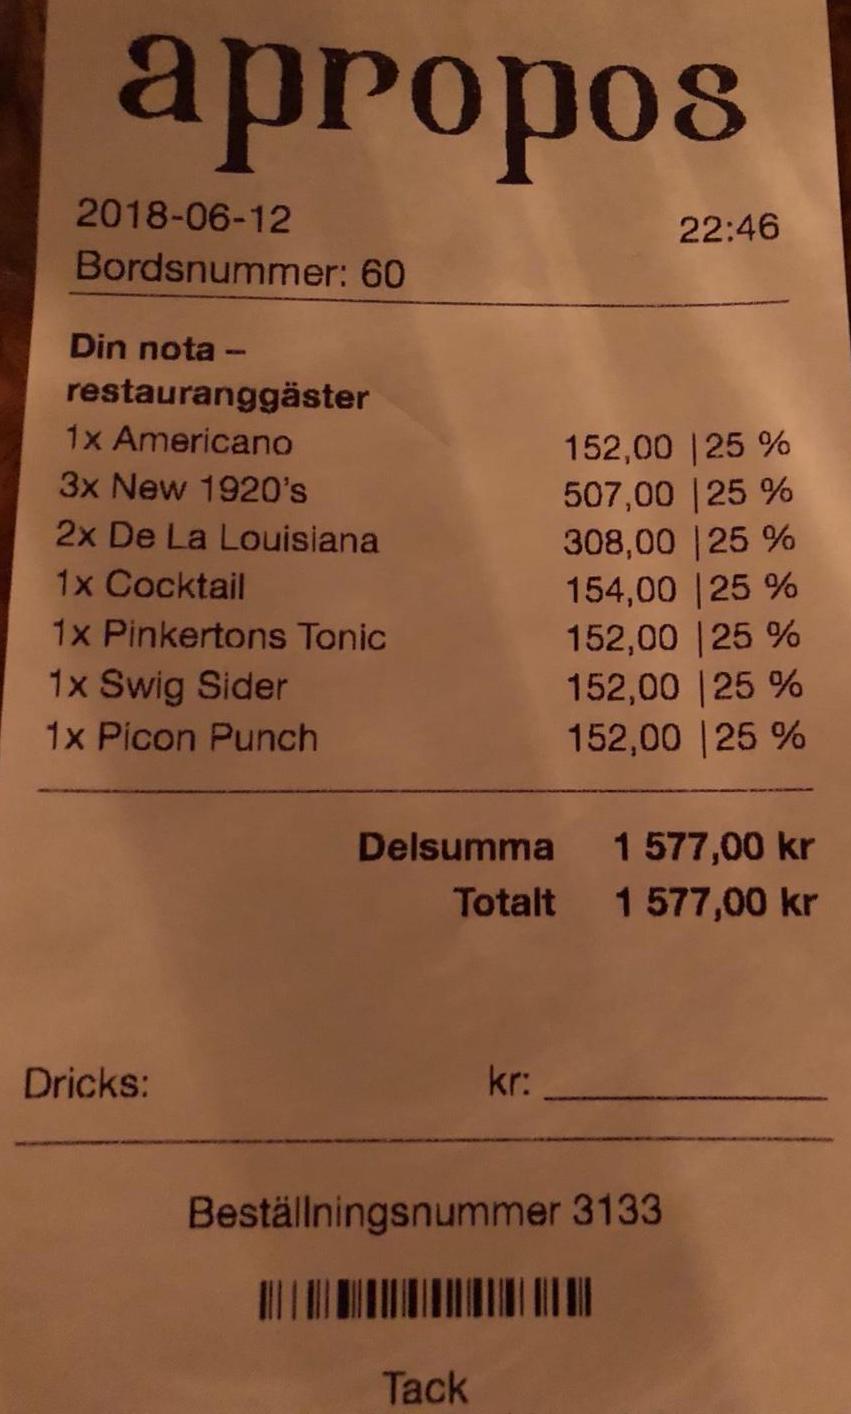 apropos
2018-06-12 22:46
Bordsnummer: 60
Din nota –
restauranggäster
1x Americano 152,00 |25 %
3x New 1920's 507,00 |25 %
2x De La Louisiana 308,00 |25 %
1x Cocktail 154,00 |25 %
1x Pinkertons Tonic 152,00 |25 %
1x Swig Sider 152,00 |25 %
1x Picon Punch 152,00 |25 %
Delsumma 1 577,00 kr
Totalt 1 577,00 kr
Dricks: kr:
Beställningsnummer 3133
Tack